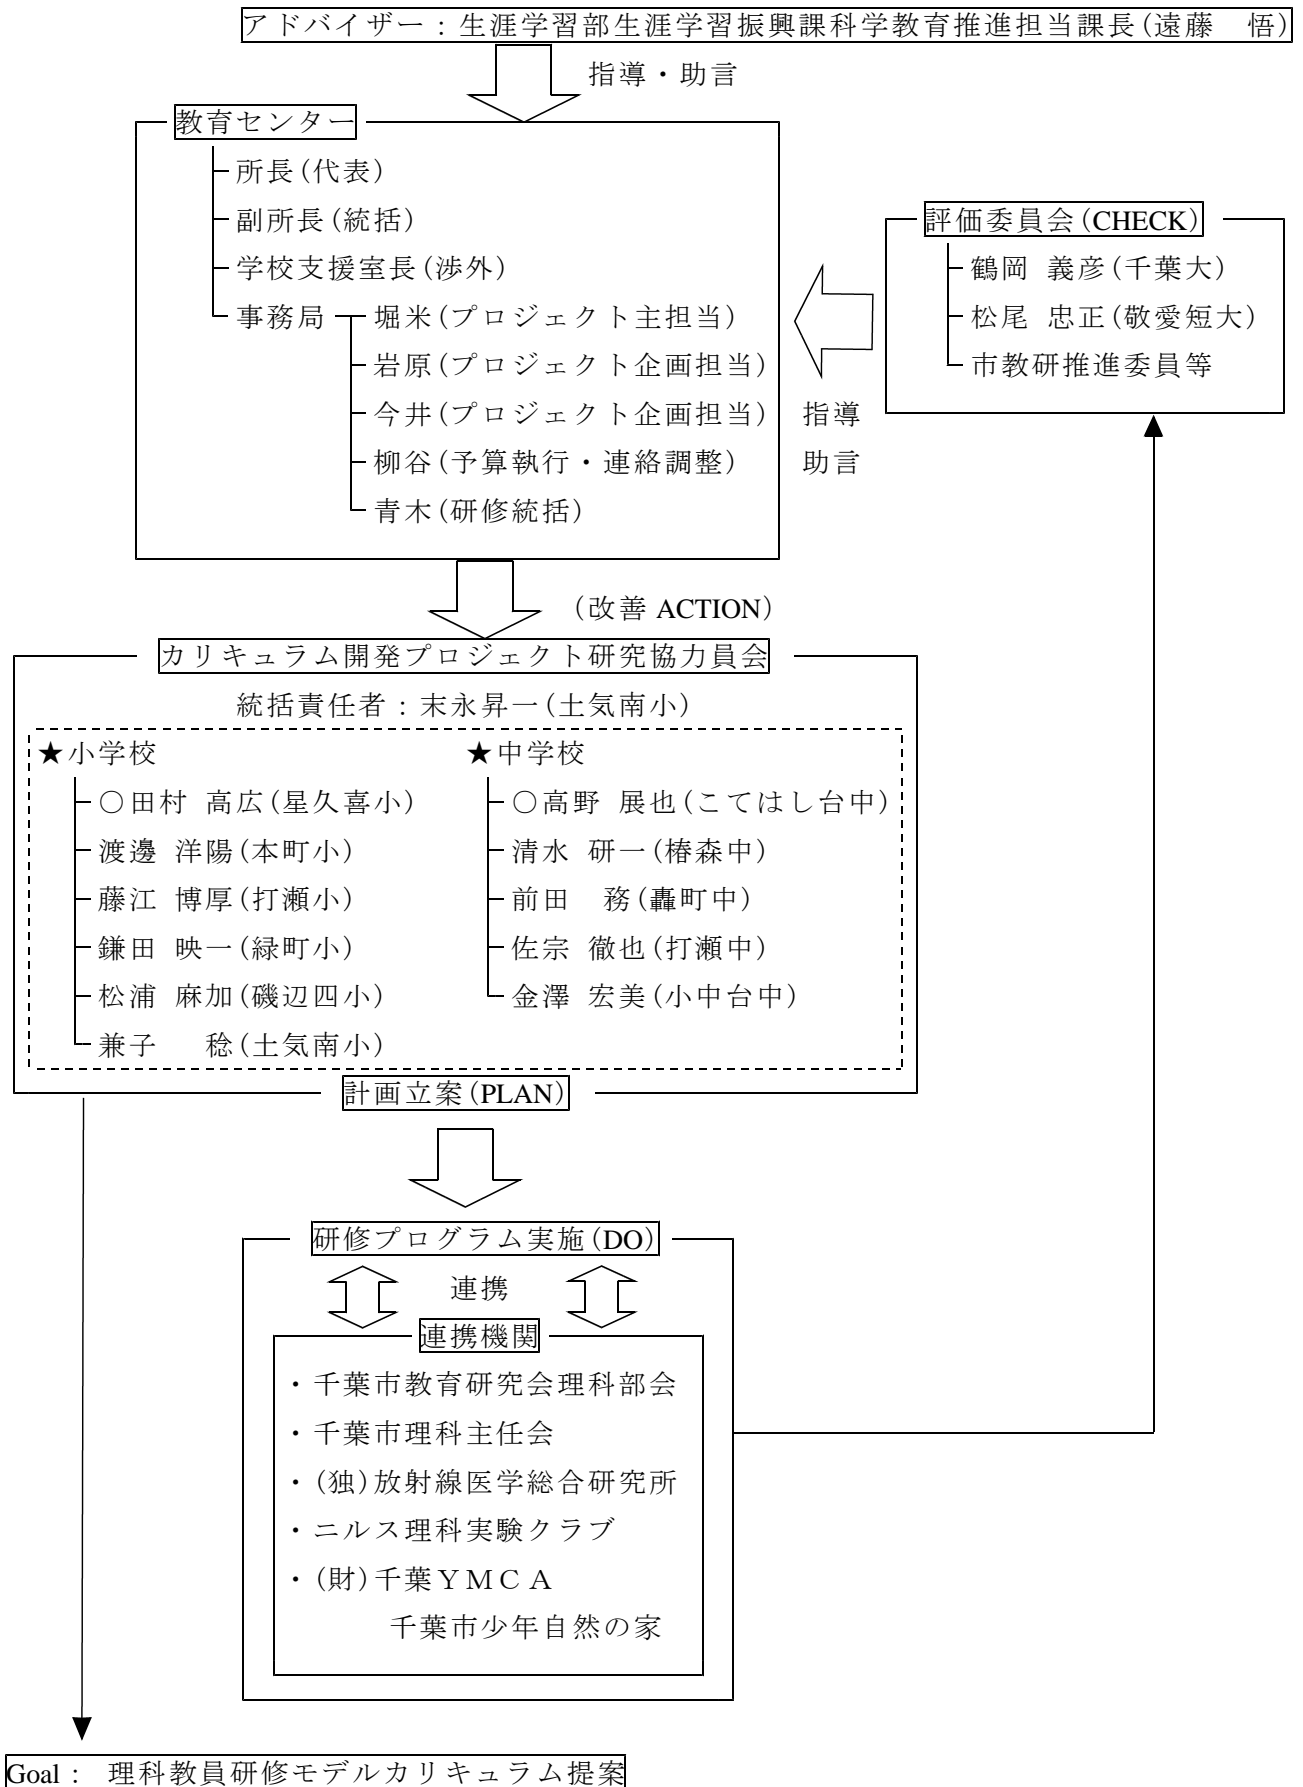 アドバイザー：生涯学習部生涯学習振興課科学教育推進担当課長(遠藤　悟)
指導・助言
教育センター
所長(代表)
副所長(統括)
学校支援室長(渉外)
事務局
堀米(プロジェクト主担当)
岩原(プロジェクト企画担当)
今井(プロジェクト企画担当)
柳谷(予算執行・連絡調整)
青木(研修統括)
評価委員会(CHECK)
鶴岡 義彦(千葉大)
松尾 忠正(敬愛短大)
市教研推進委員等
指導
助言
(改善 ACTION)
カリキュラム開発プロジェクト研究協力員会
統括責任者：末永昇一(土気南小)
★小学校
○田村 高広(星久喜小)
渡邊 洋陽(本町小)
藤江 博厚(打瀬小)
鎌田 映一(緑町小)
松浦 麻加(磯辺四小)
兼子　稔(土気南小)
★中学校
○高野 展也(こてはし台中)
清水 研一(椿森中)
前田　務(轟町中)
佐宗 徹也(打瀬中)
金澤 宏美(小中台中)
計画立案(PLAN)
研修プログラム実施(DO)
連携
連携機関
・千葉市教育研究会理科部会
・千葉市理科主任会
・(独)放射線医学総合研究所
・ニルス理科実験クラブ
・(財)千葉ＹＭＣＡ
千葉市少年自然の家
Goal： 理科教員研修モデルカリキュラム提案